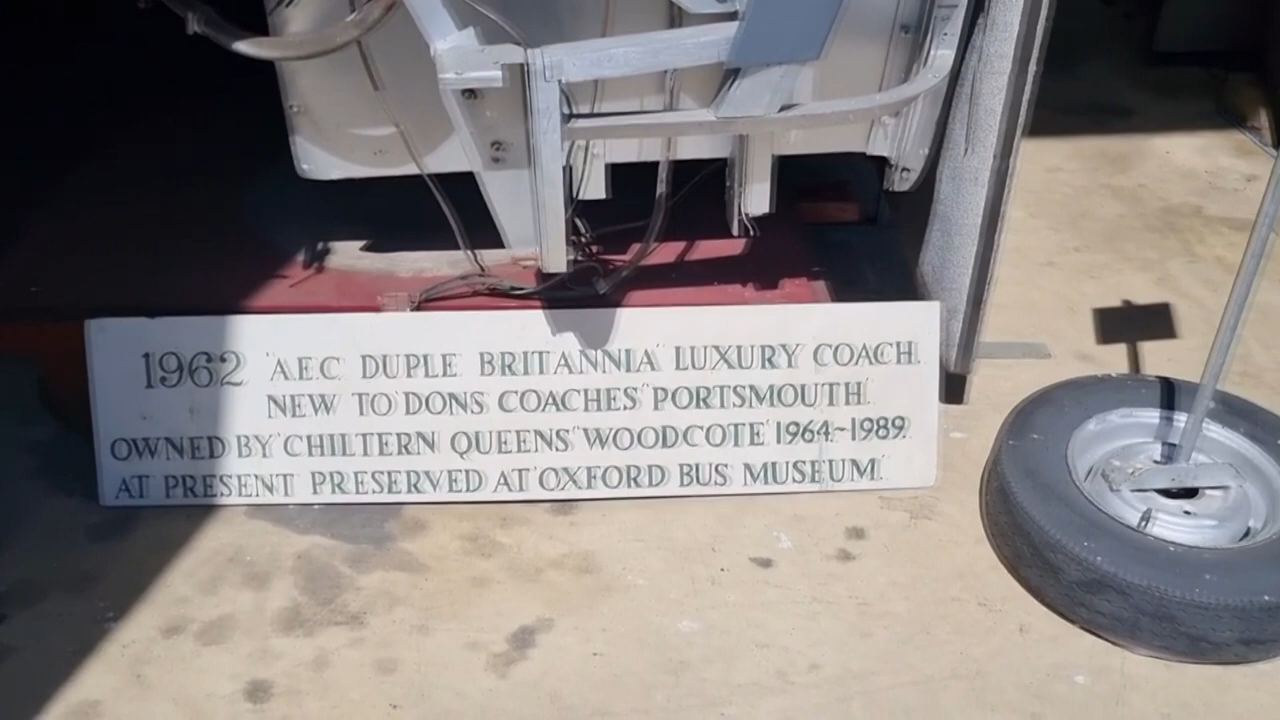 1962 "A.E.C. DUPLE BRITANNIA" LUXURY COACH.
NEW TO "DONS COACHES" PORTSMOUTH.
OWNED BY "CHILTERN QUEENS" "WOODCOTE" 1964-1989.
AT PRESENT PRESERVED AT "OXFORD BUS MUSEUM".